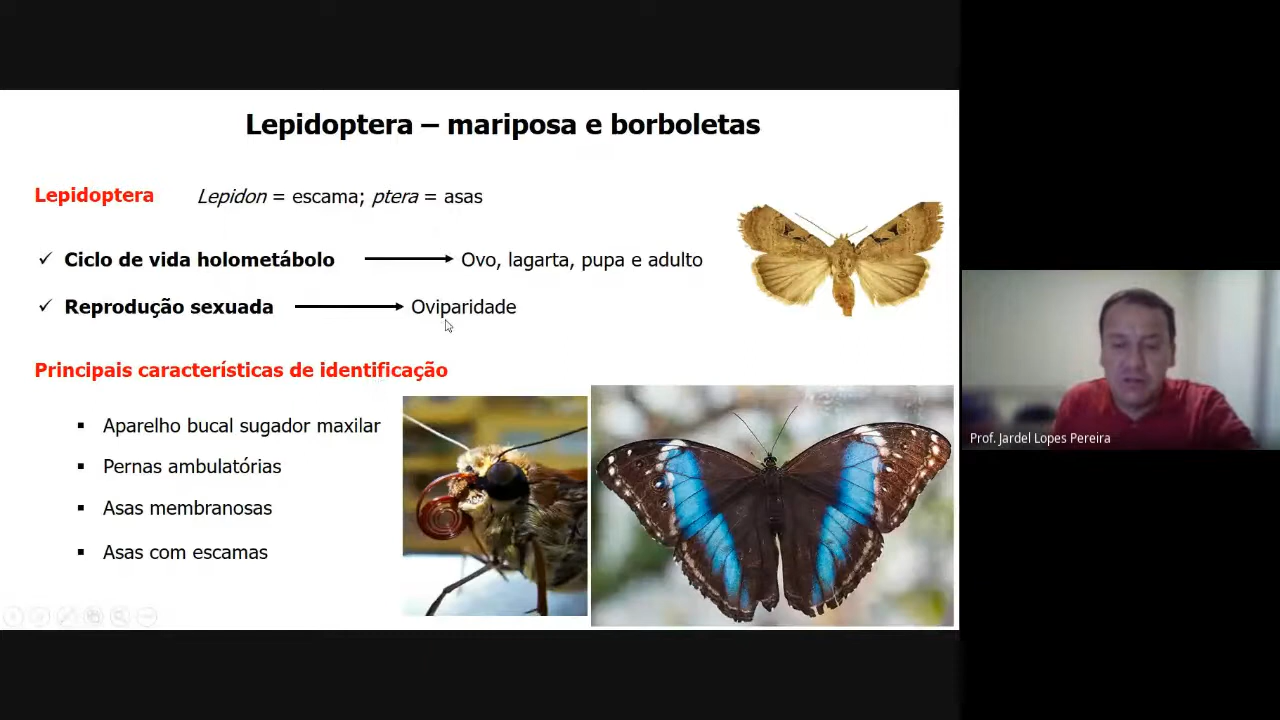 Lepidoptera – mariposa e borboletas
Lepidoptera Lepidon = escama; ptera = asas
✓ Ciclo de vida holometábolo Ovo, lagarta, pupa e adulto
✓ Reprodução sexuada Oviparidade
Principais características de identificação
▪ Aparelho bucal sugador maxilar
▪ Pernas ambulatórias
▪ Asas membranosas
▪ Asas com escamas
Prof. Jardel Lopes Pereira